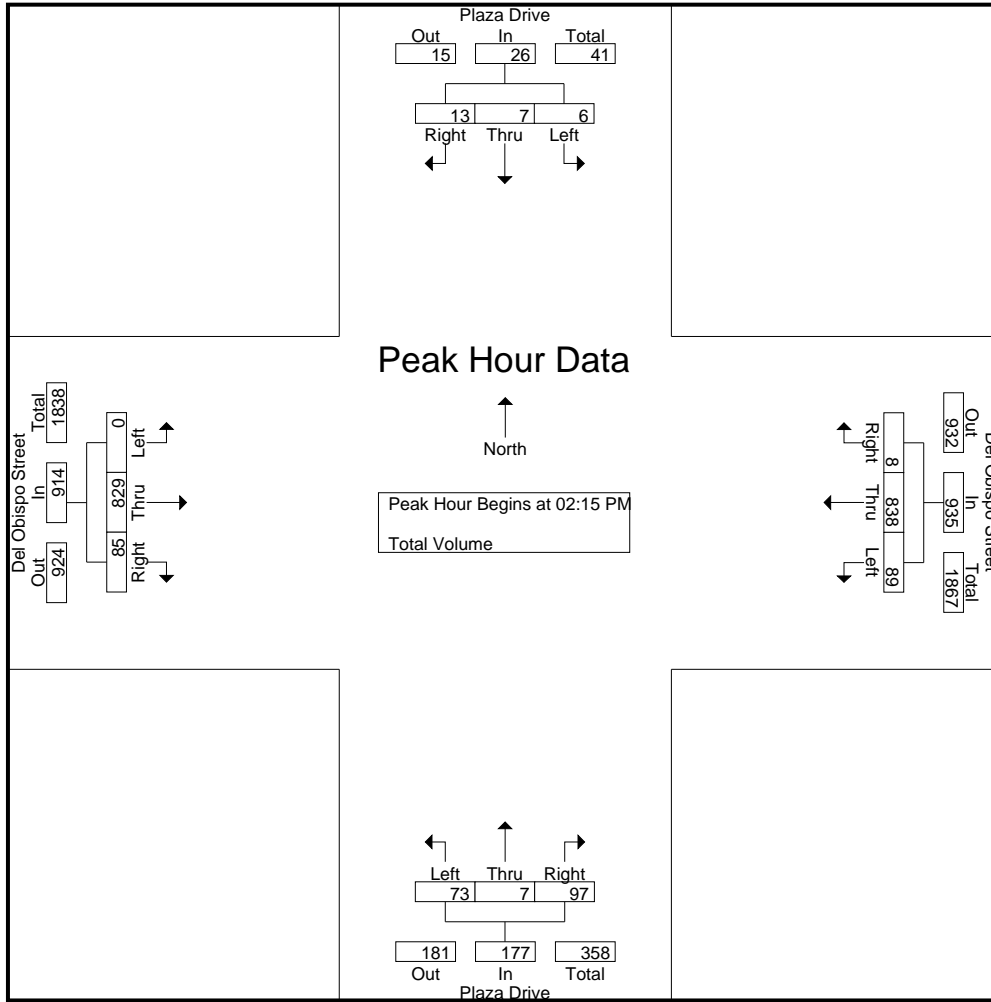 Plaza Drive
Out In Total
15 26 41
13 7 6
Right Thru Left
Peak Hour Data
North
Peak Hour Begins at 02:15 PM
Total Volume
Del Obispo Street
Total In Out
1838 914 924
0 829 85
Left Thru Right
Del Obispo Street
Out In Total
932 935 1867
8 838 89
Right Thru Left
Left Thru Right
73 7 97
181 177 358
Out In Total
Plaza Drive